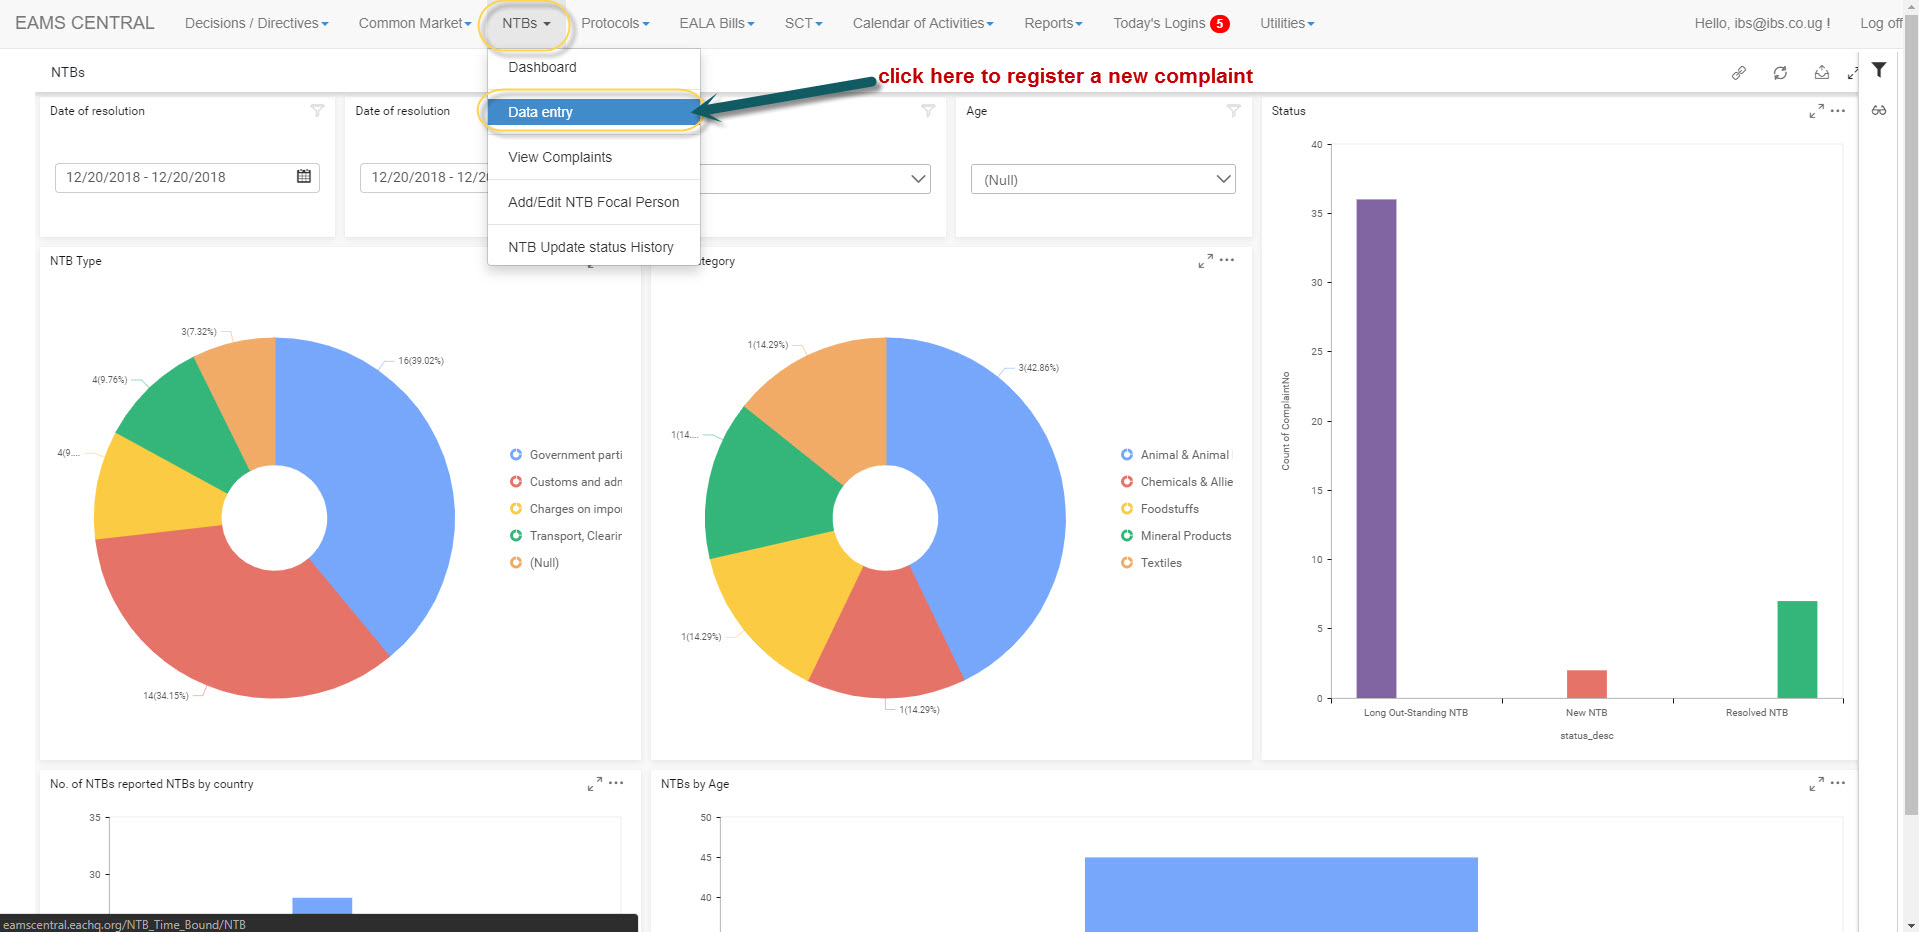 EAMS CENTRAL
Decisions / Directives
Common Market
NTBs
Protocols
EALA Bills
SCT
Calendar of Activities
Reports
Today's Logins 5
Utilities
Hello, ibs@ibs.co.ug !
Log off
NTBs
Dashboard
Data entry
View Complaints
Add/Edit NTB Focal Person
NTB Update status History
click here to register a new complaint
Date of resolution
12/20/2018 - 12/20/2018
Date of resolution
12/20/2018 - 12/20
Age
(Null)
Status
40
35
30
25
20
15
10
5
0
Count of ComplaintNo
Long Out-Standing NTB
New NTB
Resolved NTB
status_desc
NTB Type
3(7.32%)
16(39.02%)
4(9.76%)
4(9....
14(34.15%)
Government parti
Customs and adn
Charges on impor
Transport, Clearin
(Null)
tegory
1(14.29%)
3(42.86%)
1(14....
1(14.29%)
1(14.29%)
Animal & Animal
Chemicals & Allie
Foodstuffs
Mineral Products
Textiles
No. of NTBs reported NTBs by country
35
30
NTBs by Age
50
45
40
eamscentral.eachq.org/NTB_Time_Bound/NTB